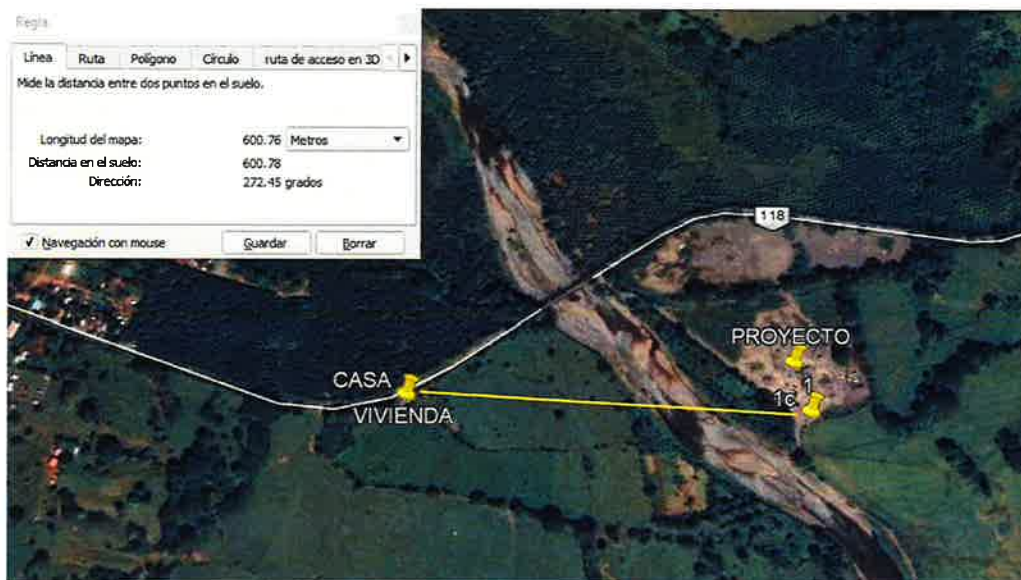 Regla
Línea Ruta Polígono Círculo ruta de acceso en 3D
Mide la distancia entre dos puntos en el suelo.
Longitud del mapa: 600.76 Metros
Distancia en el suelo: 600.78
Dirección: 272.45 grados
Navegación con mouse Guardar Borrar
118
PROYECTO
CASA
VIVIENDA
1
1c